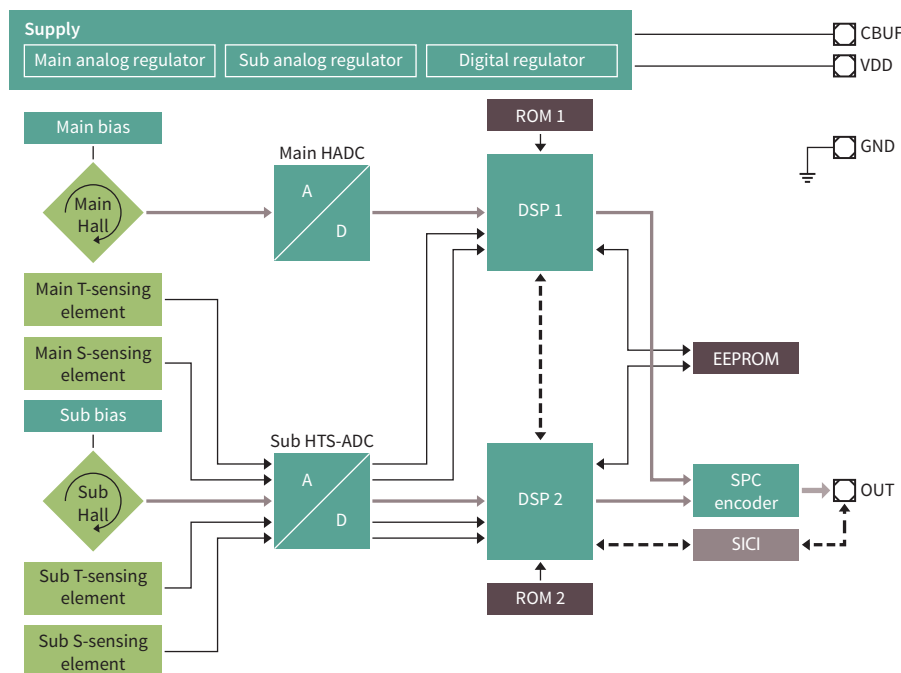 Supply
Main analog regulator
Sub analog regulator
Digital regulator
CBUF
VDD
GND
ROM 1
Main bias
Main HADC
Main
Hall
A
D
DSP 1
Main T-sensing
element
Main S-sensing
element
EEPROM
Sub bias
Sub HTS-ADC
Sub
Hall
A
D
DSP 2
SPC
encoder
OUT
SICI
Sub T-sensing
element
ROM 2
Sub S-sensing
element